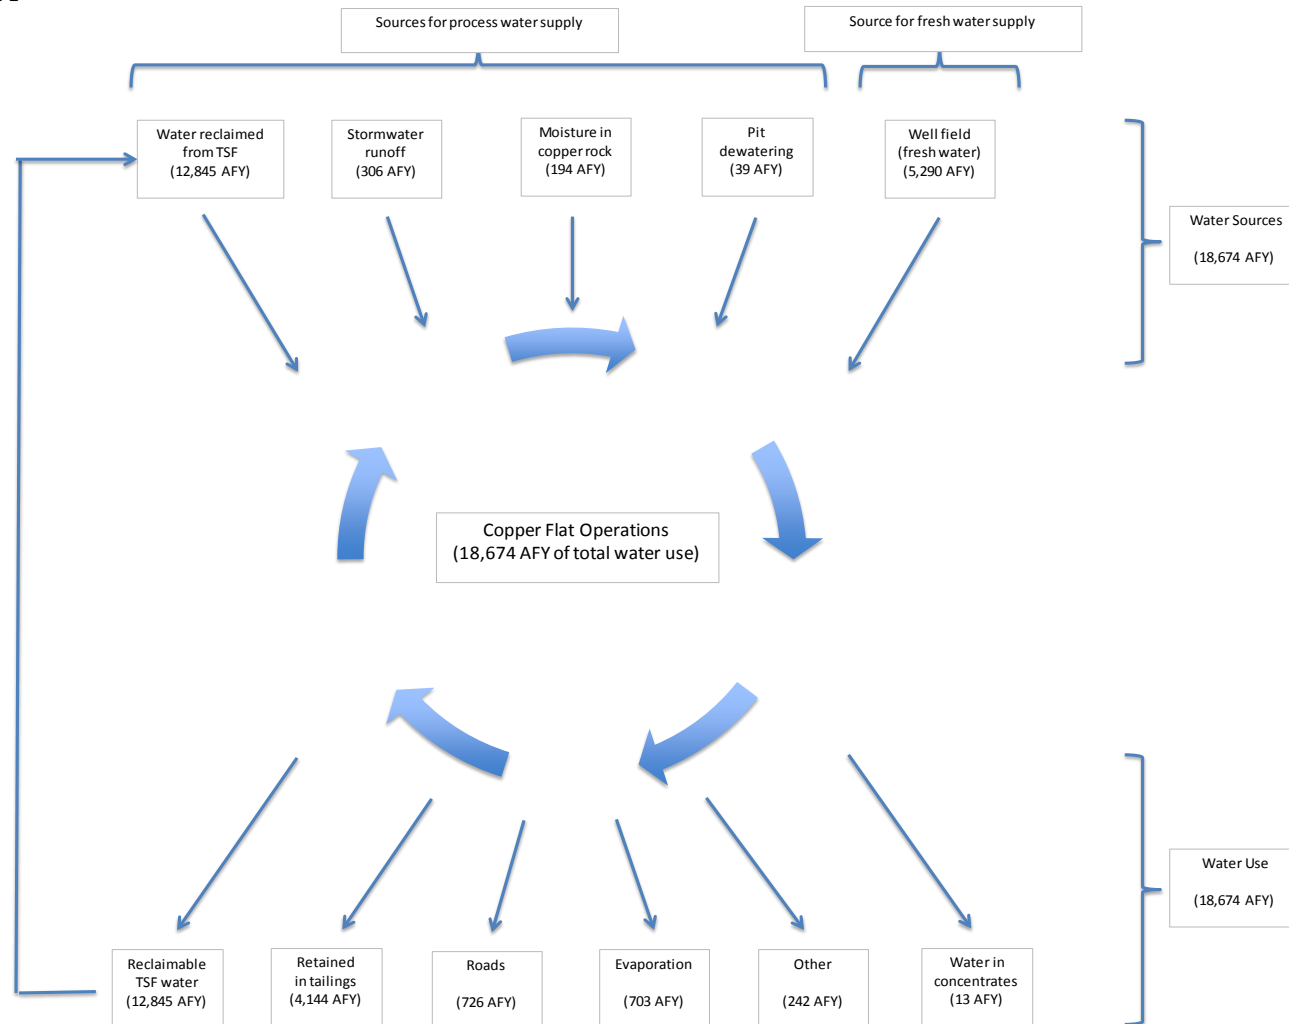 Sources for process water supply
Source for fresh water supply
Water reclaimed
from TSF
(12,845 AFY)
Stormwater
runoff
(306 AFY)
Moisture in
copper rock
(194 AFY)
Pit
dewatering
(39 AFY)
Well field
(fresh water)
(5,290 AFY)
Water Sources
(18,674 AFY)
Copper Flat Operations
(18,674 AFY of total water use)
Water Use
(18,674 AFY)
Reclaimable
TSF water
(12,845 AFY)
Retained
in tailings
(4,144 AFY)
Roads
(726 AFY)
Evaporation
(703 AFY)
Other
(242 AFY)
Water in
concentrates
(13 AFY)